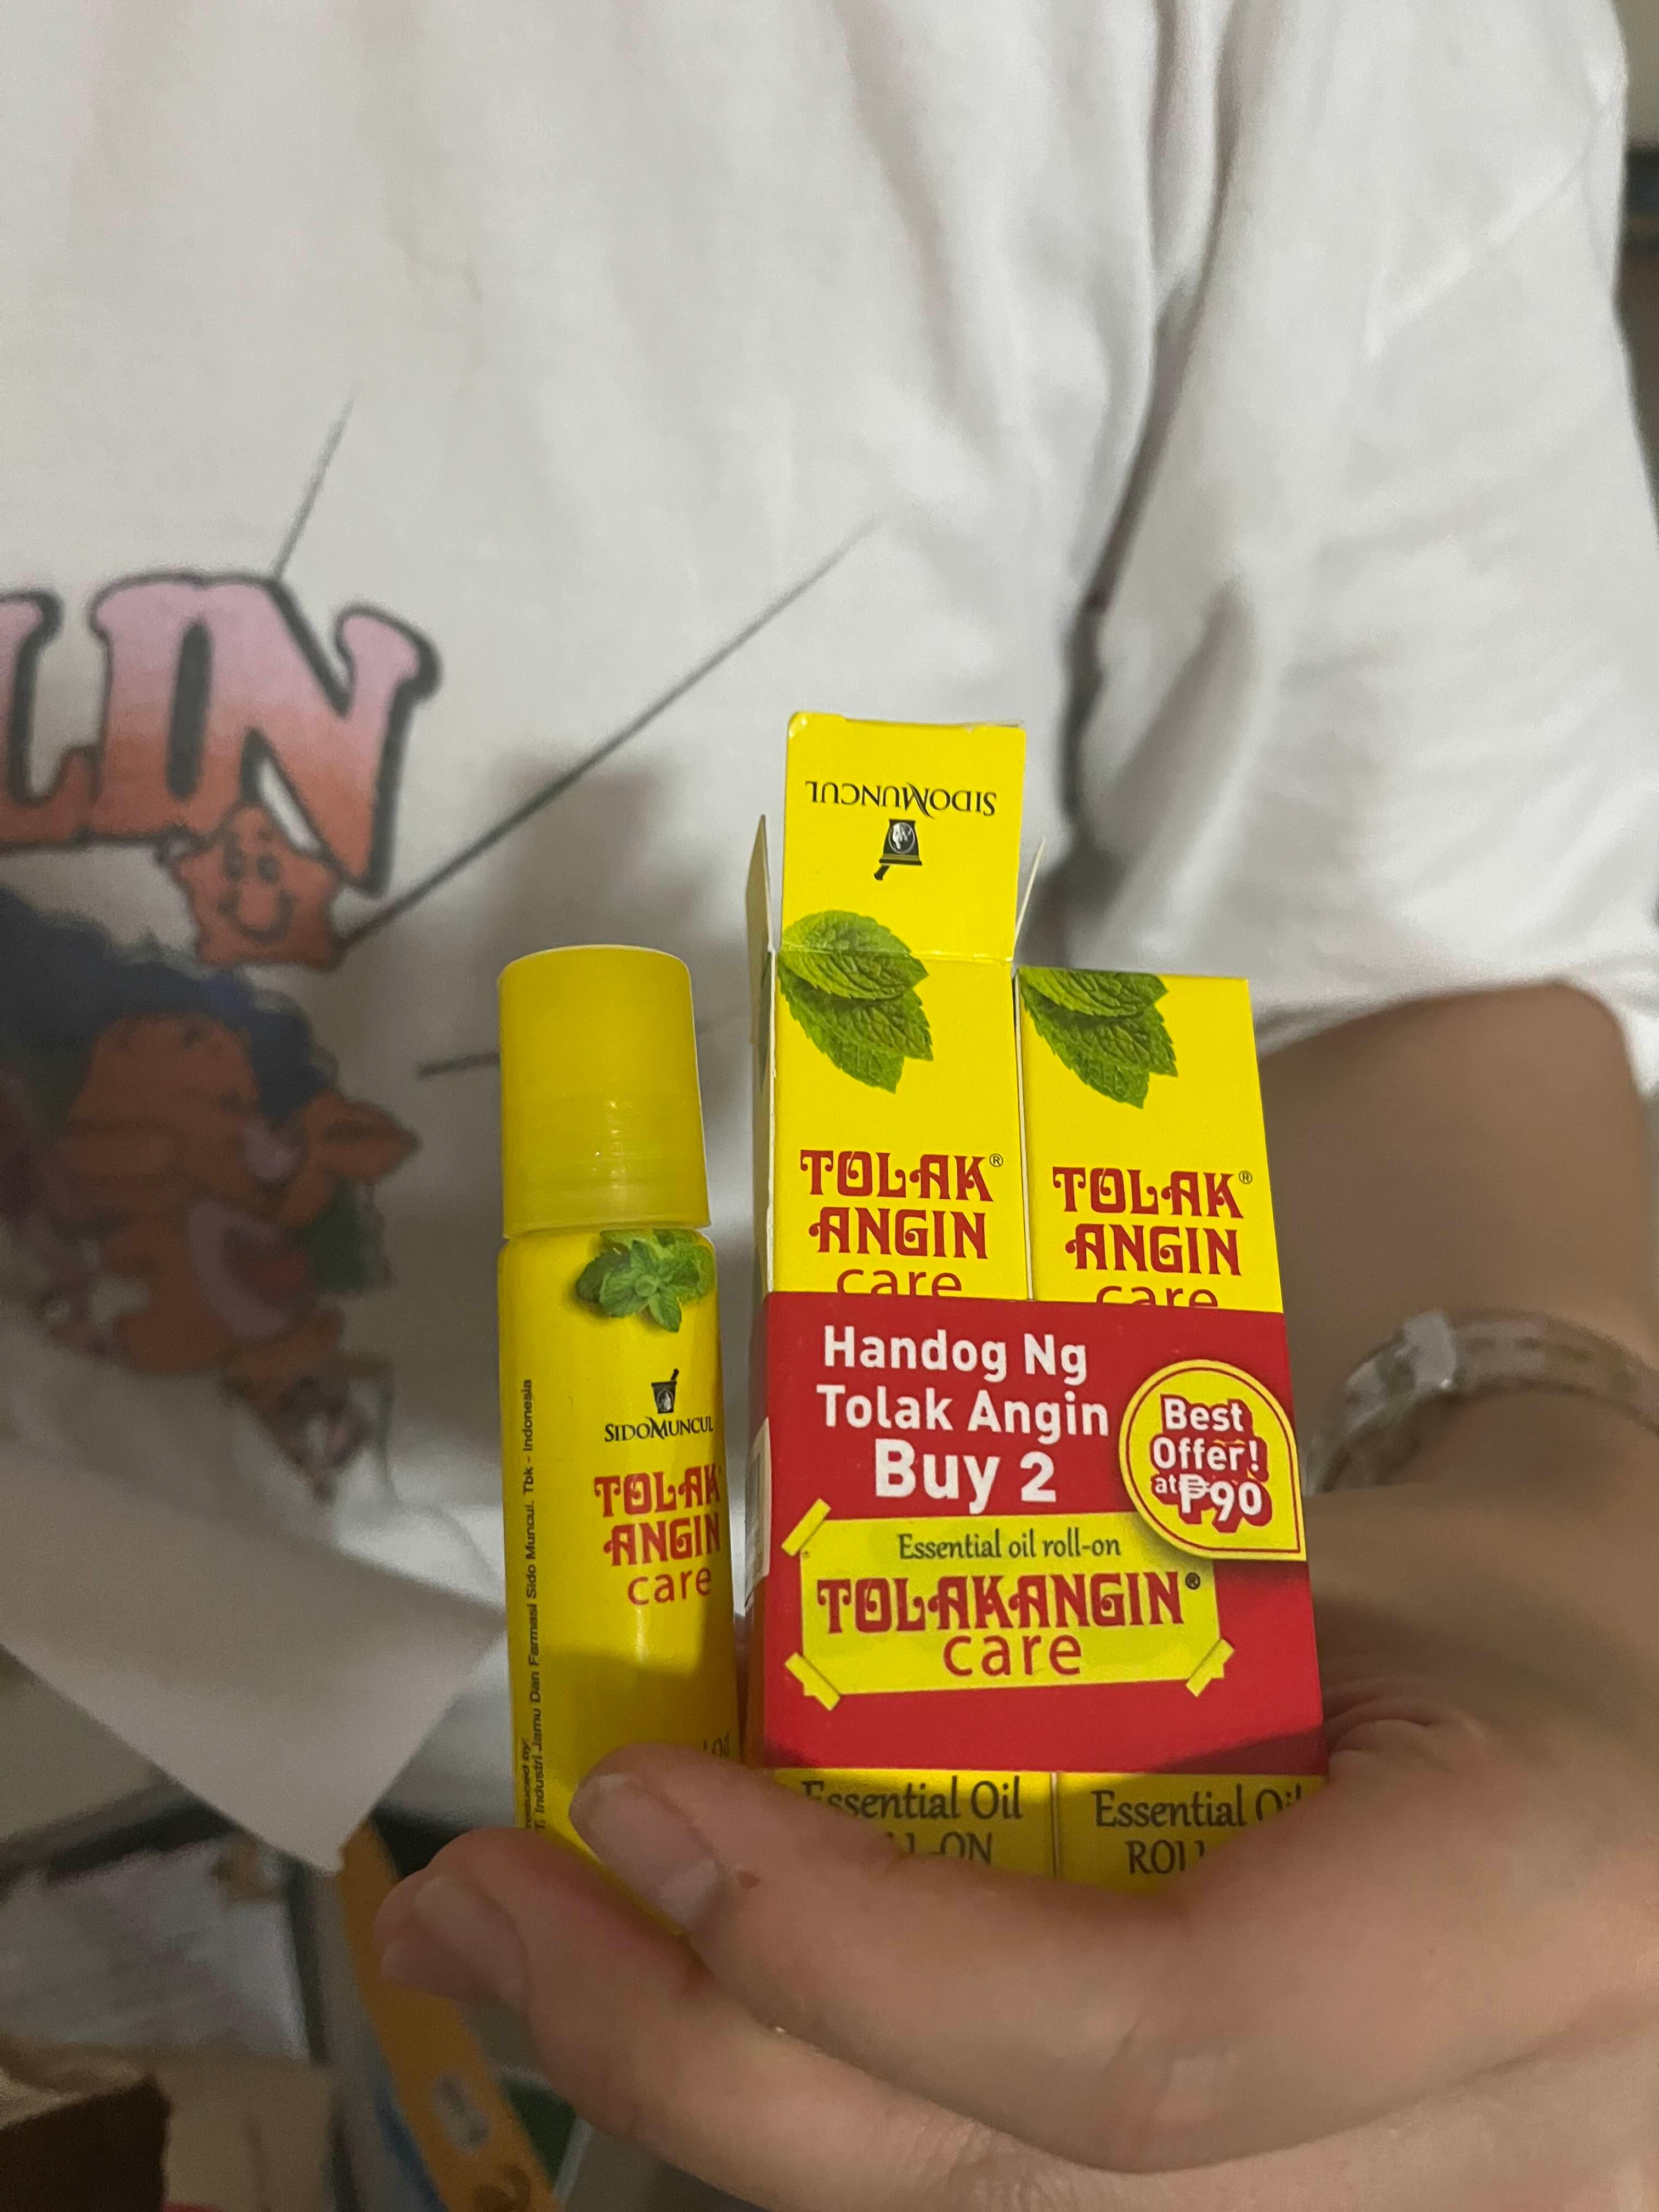 LIN
SIDOMUNCUL
TOLAK®
ANGIN
care
TOLAK®
ANGIN
care
SIDOMUNCUL
TOLAK
ANGIN
care
Industri Jamu Dan Farmasi Sido Muncul. Tbk - Indonesia
Handog Ng
Tolak Angin
Buy 2
Best
Offer!
at ₱90
Essential oil roll-on
TOLAKANGIN®
care
Essential Oil
Essential Oil